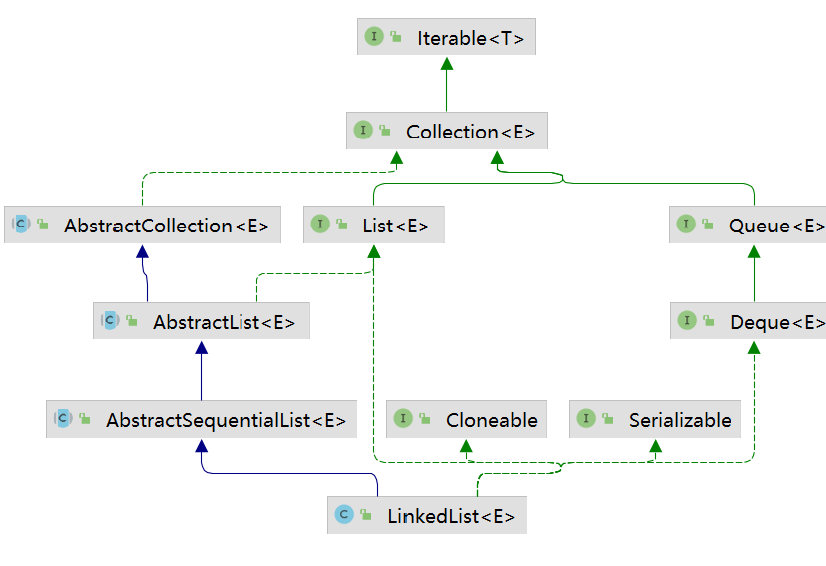 I Iterable<T>
I Collection<E>
C AbstractCollection<E>
I List<E>
I Queue<E>
C AbstractList<E>
I Deque<E>
C AbstractSequentialList<E>
I Cloneable
I Serializable
C LinkedList<E>